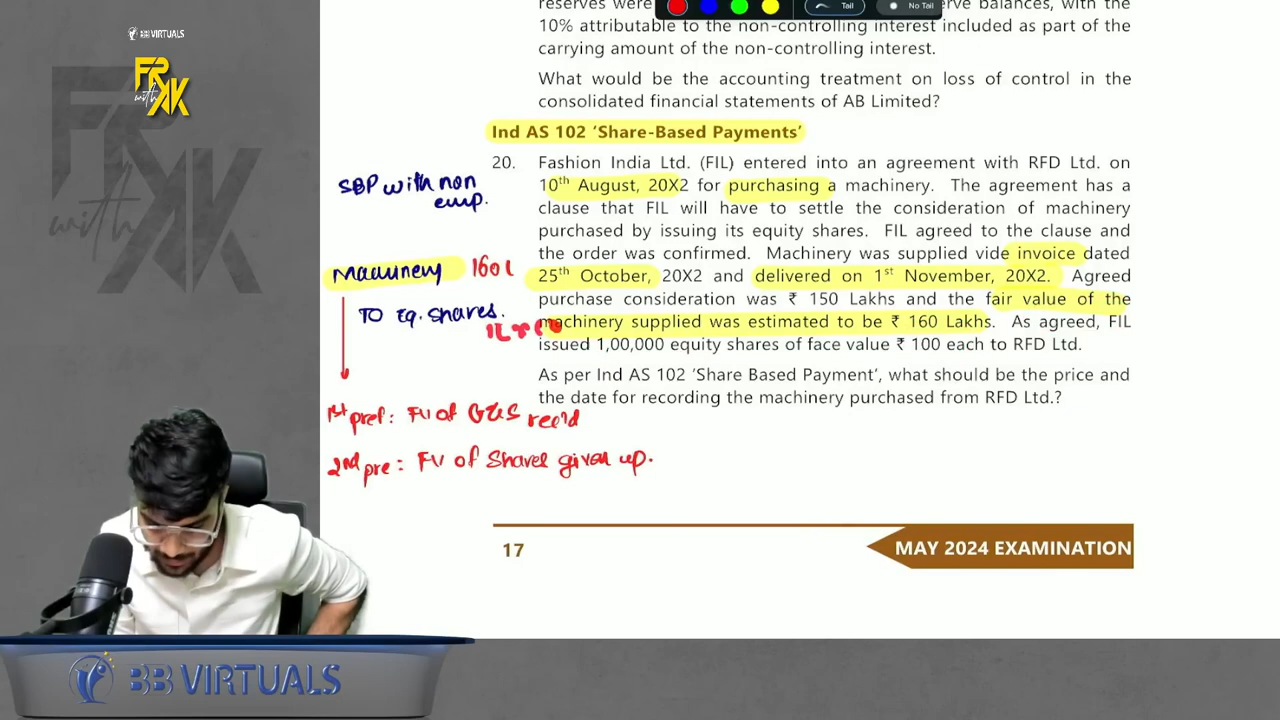 BB VIRTUALS
FR
with
AK
FR
with
AK
Tail
No Tail
reserves were
rve balances, with the
10% attributable to the non-controlling interest included as part of the
carrying amount of the non-controlling interest.
What would be the accounting treatment on loss of control in the
consolidated financial statements of AB Limited?
Ind AS 102 ‘Share-Based Payments’
20. Fashion India Ltd. (FIL) entered into an agreement with RFD Ltd. on
10th August, 20X2 for purchasing a machinery. The agreement has a
clause that FIL will have to settle the consideration of machinery
purchased by issuing its equity shares. FIL agreed to the clause and
the order was confirmed. Machinery was supplied vide invoice dated
25th October, 20X2 and delivered on 1st November, 20X2. Agreed
purchase consideration was ₹ 150 Lakhs and the fair value of the
machinery supplied was estimated to be ₹ 160 Lakhs. As agreed, FIL
issued 1,00,000 equity shares of face value ₹ 100 each to RFD Ltd.
As per Ind AS 102 ‘Share Based Payment’, what should be the price and
the date for recording the machinery purchased from RFD Ltd.?
SBP with non
emp.
Machinery 160L
TO Eq. Shares.
1st pref: FV of G&S rec'd
2nd pre: FV of Shares given up.
17
MAY 2024 EXAMINATION
BB VIRTUALS